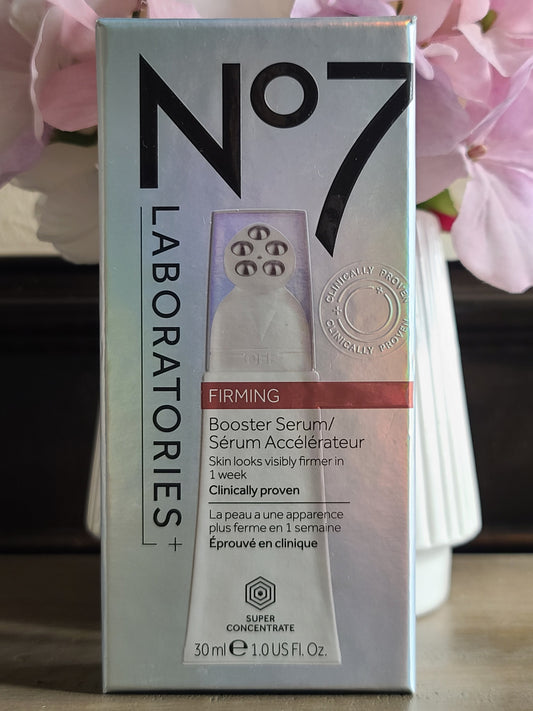 No7
LABORATORIES
CLINICALLY PROVEN
CLINICALLY PROVEN
FIRMING
Booster Serum/
Sérum Accélérateur
Skin looks visibly firmer in
1 week
Clinically proven
La peau a une apparence
plus ferme en 1 semaine
Éprouvé en clinique
SUPER
CONCENTRATE
30 ml ℮ 1.0 US Fl. Oz.